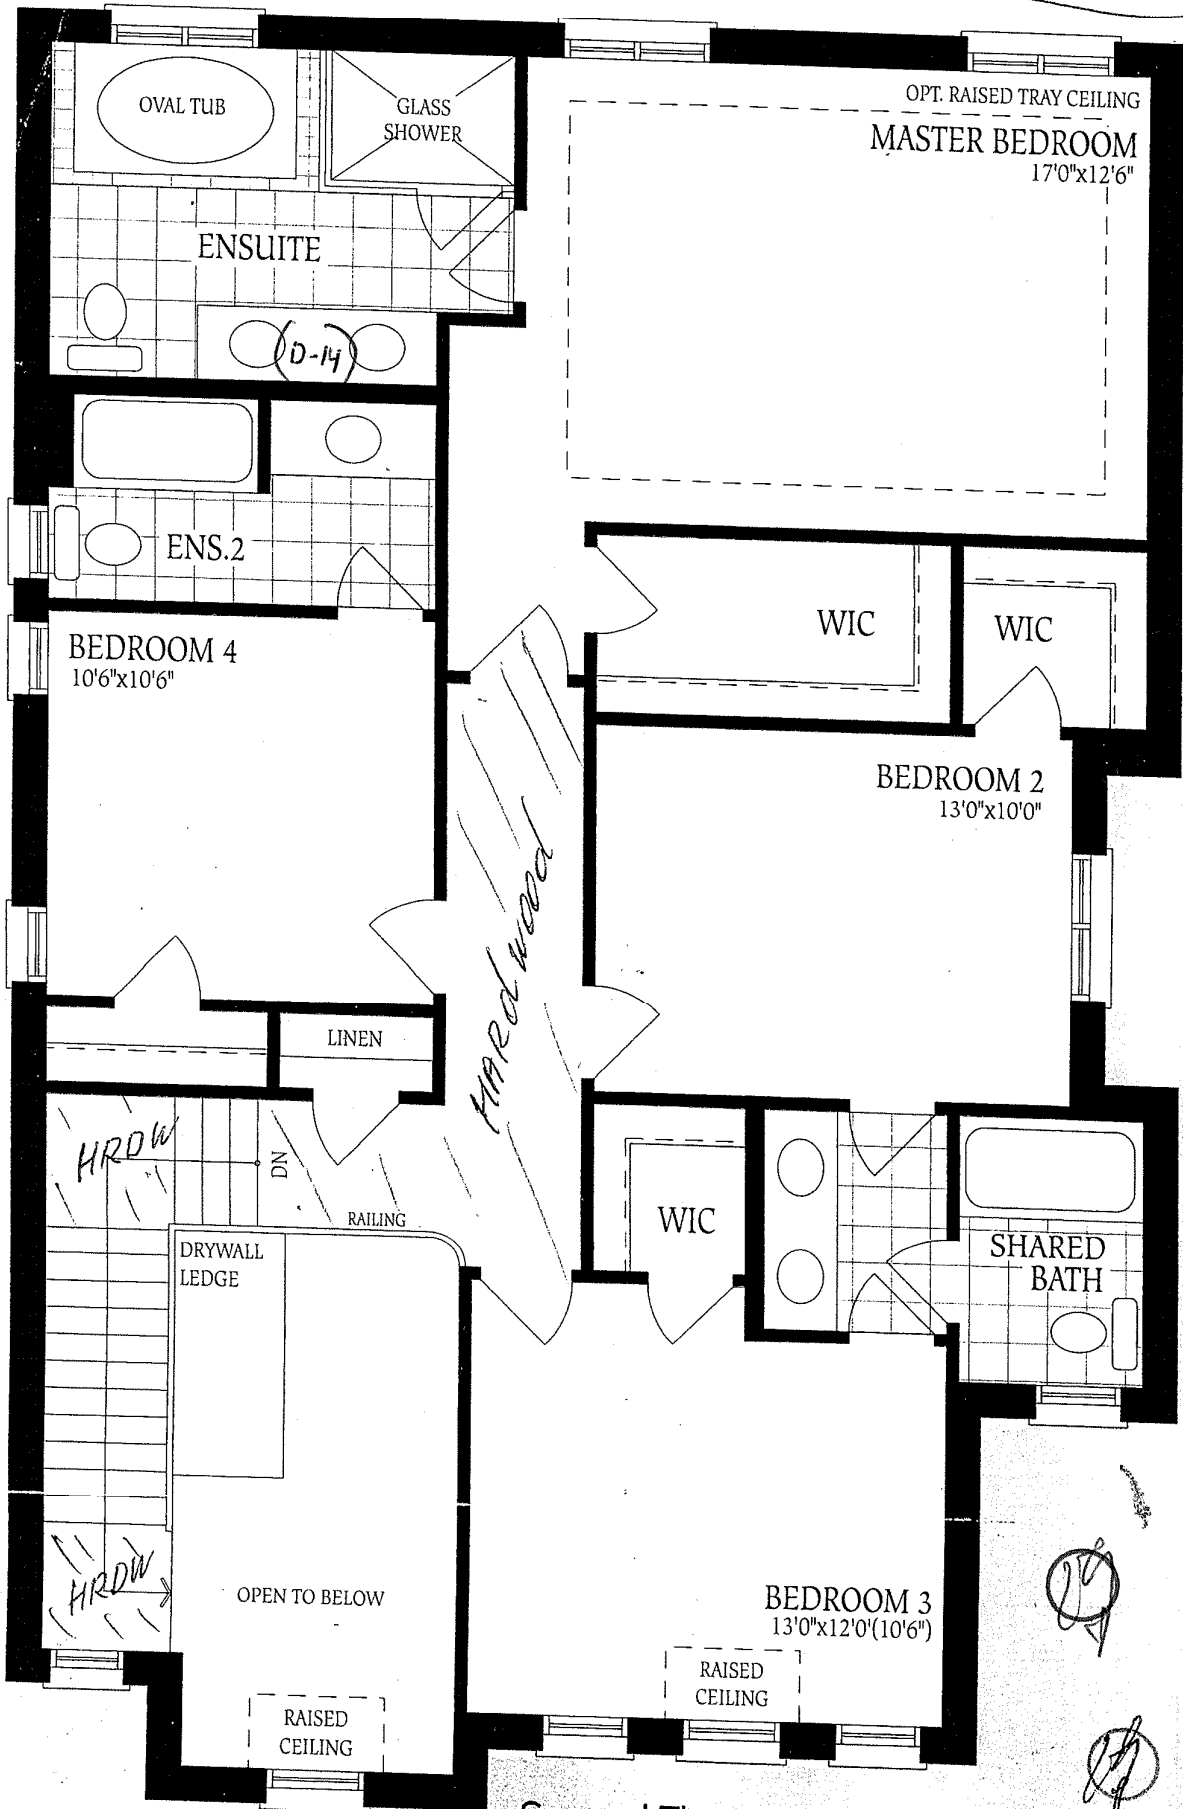 OVAL TUB
GLASS
SHOWER
OPT. RAISED TRAY CEILING
MASTER BEDROOM
17'0"x12'6"
ENSUITE
(D-14)
ENS.2
WIC
WIC
BEDROOM 4
10'6"x10'6"
BEDROOM 2
13'0"x10'0"
HARdwood
LINEN
HRDW
DN
RAILING
WIC
DRYWALL
LEDGE
SHARED
BATH
HRDW
OPEN TO BELOW
BEDROOM 3
13'0"x12'0'(10'6")
RAISED
CEILING
RAISED
CEILING